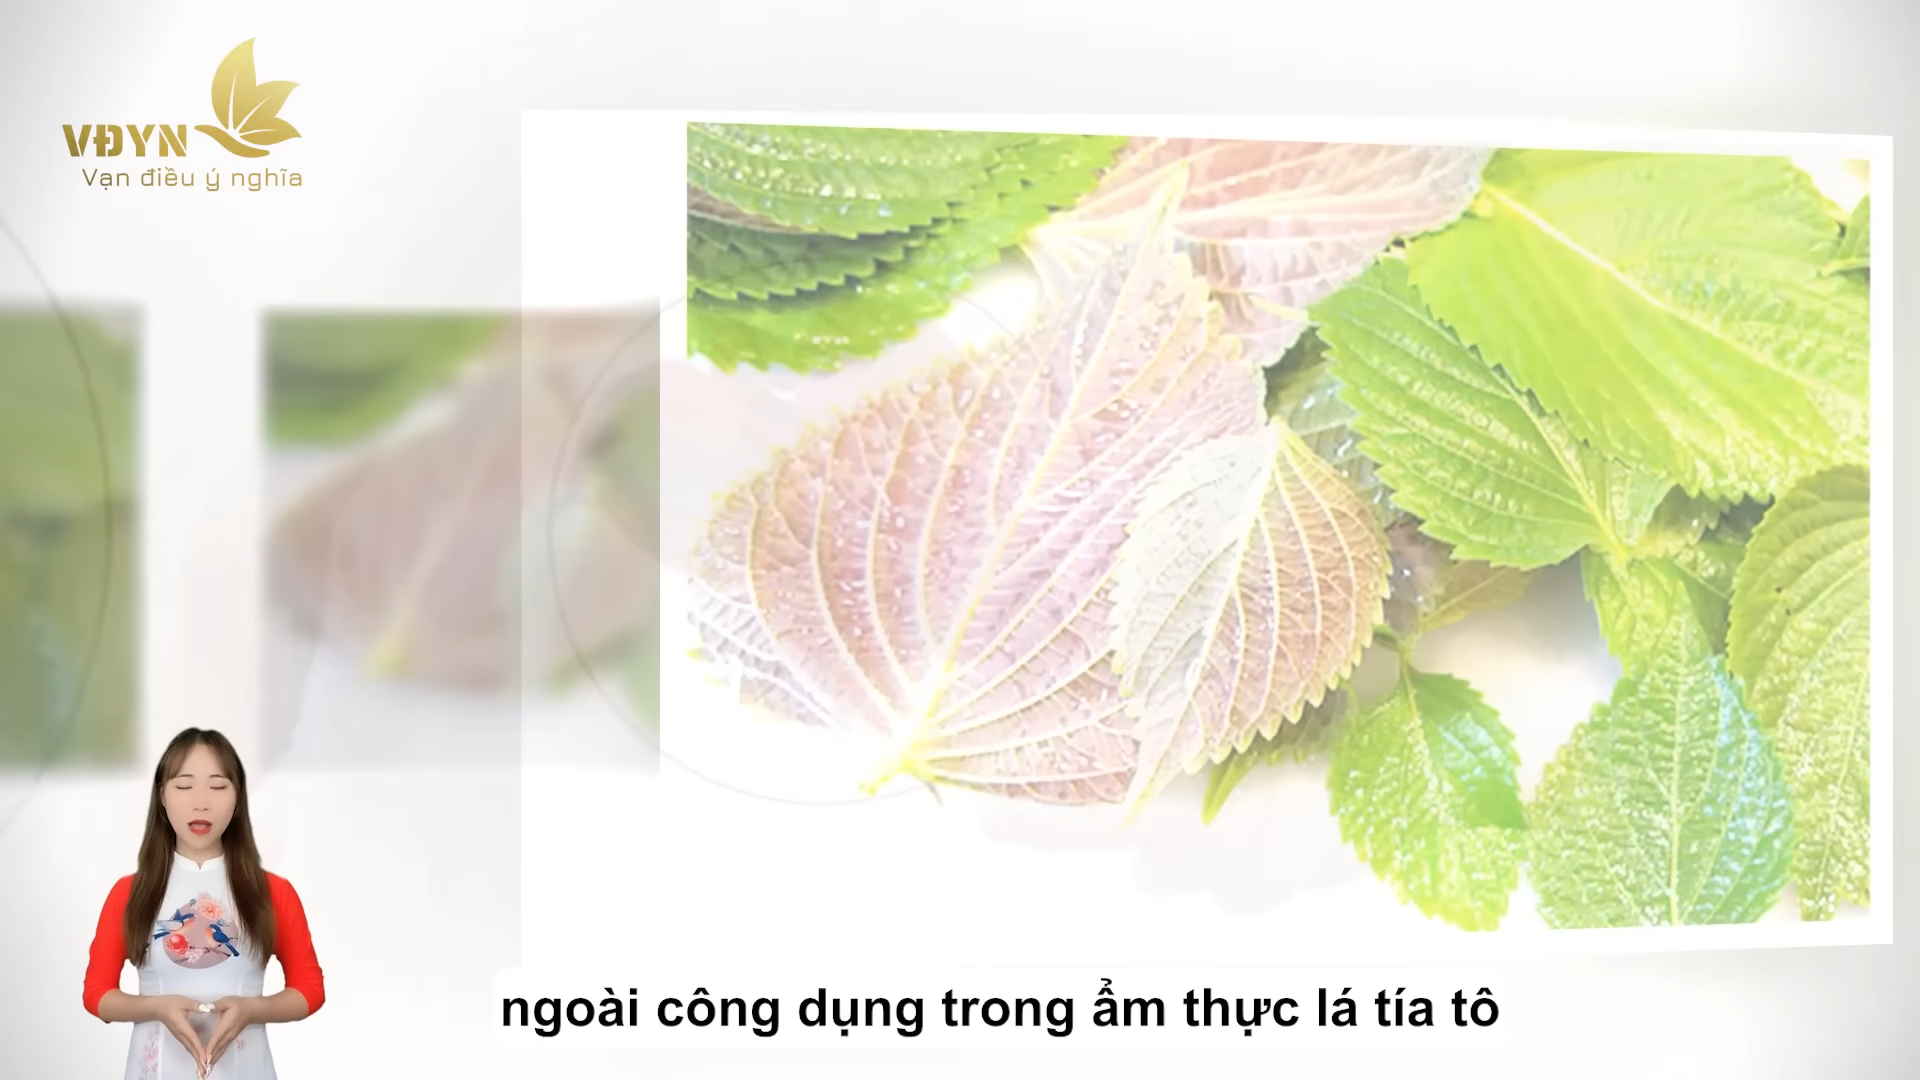 VĐYN
Vạn điều ý nghĩa
ngoài công dụng trong ẩm thực lá tía tô